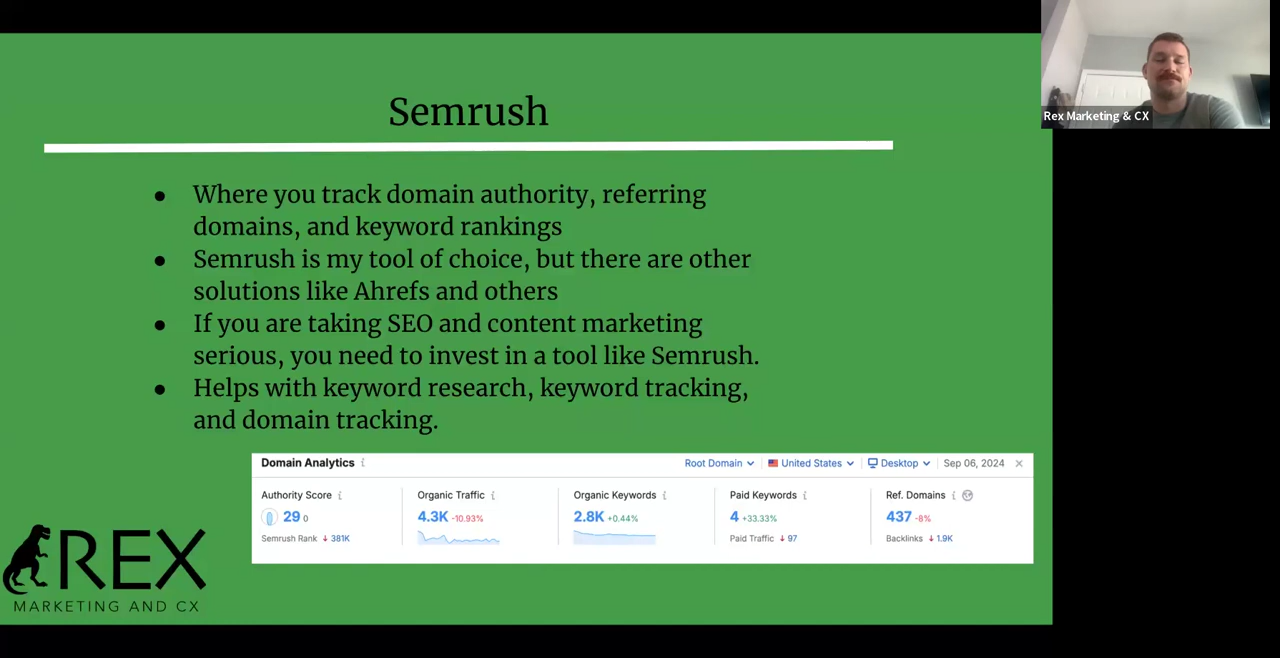 Semrush
Rex Marketing & CX
● Where you track domain authority, referring
domains, and keyword rankings
● Semrush is my tool of choice, but there are other
solutions like Ahrefs and others
● If you are taking SEO and content marketing
serious, you need to invest in a tool like Semrush.
● Helps with keyword research, keyword tracking,
and domain tracking.
Domain Analytics i Root Domain United States Desktop Sep 06, 2024 ×
Authority Score i Organic Traffic i Organic Keywords i Paid Keywords i Ref. Domains i
29 0 4.3K -10.93% 2.8K +0.44% 4 +33.33% 437 -8%
Semrush Rank ↓ 381K Paid Traffic ↓ 97 Backlinks ↓ 1.9K
REX
MARKETING AND CX